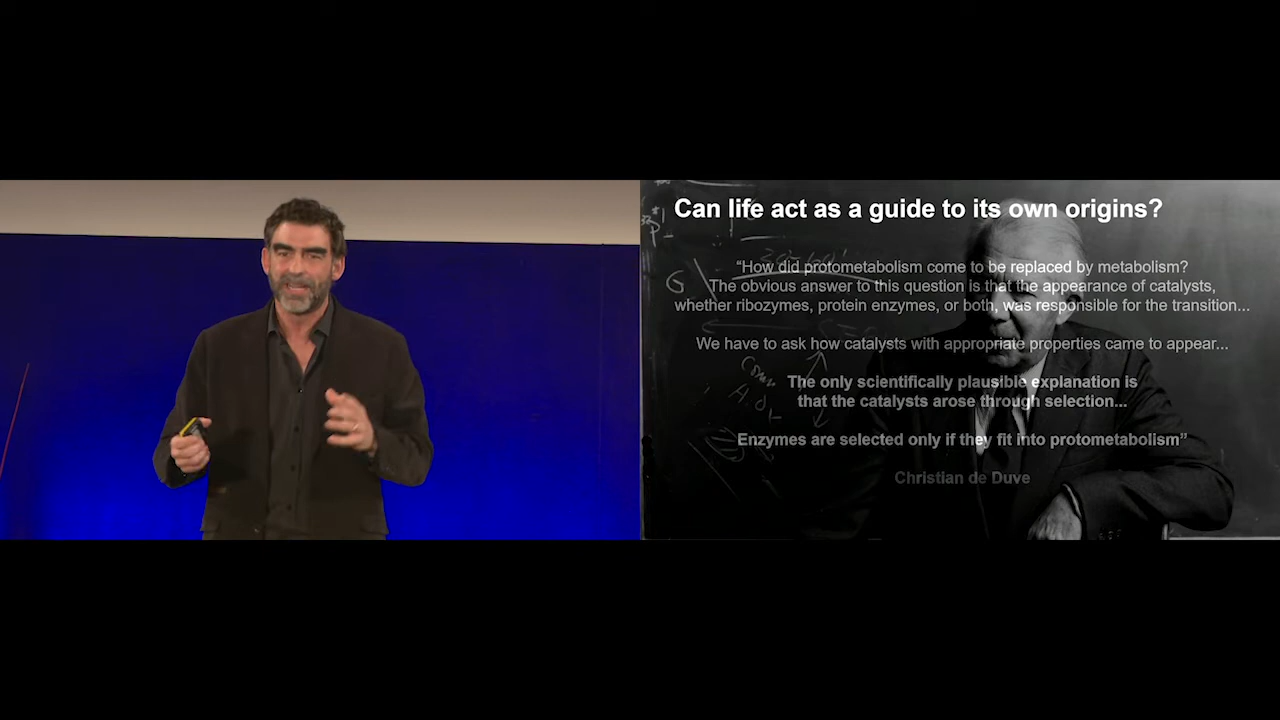 Can life act as a guide to its own origins?
“How did protometabolism come to be replaced by metabolism?
The obvious answer to this question is that the appearance of catalysts,
whether ribozymes, protein enzymes, or both, was responsible for the transition...
We have to ask how catalysts with appropriate properties came to appear...
The only scientifically plausible explanation is
that the catalysts arose through selection...
Enzymes are selected only if they fit into protometabolism”
Christian de Duve
G